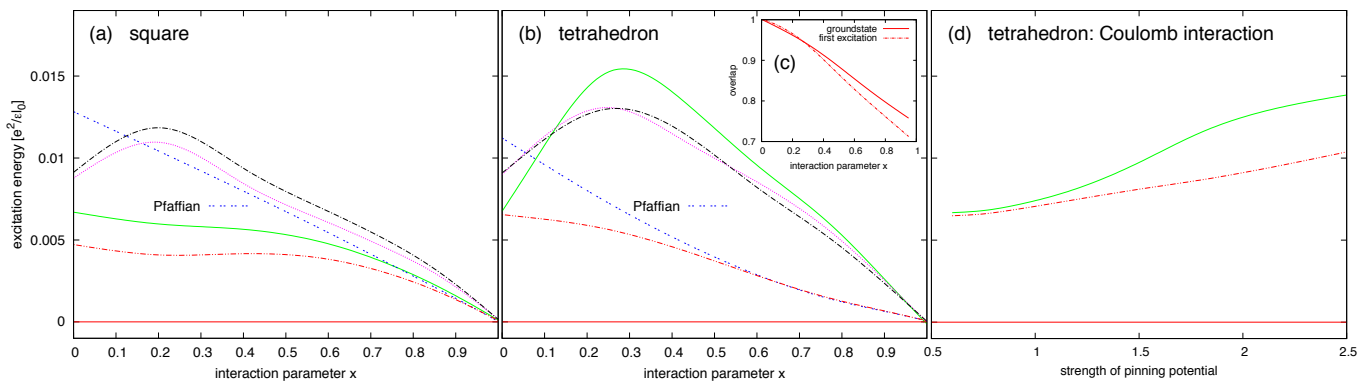 (a) square
excitation energy [e²/εl₀]
0.015
0.01
0.005
0
Pfaffian
0 0.1 0.2 0.3 0.4 0.5 0.6 0.7 0.8 0.9
interaction parameter x
(b) tetrahedron
Pfaffian
0 0.1 0.2 0.3 0.4 0.5 0.6 0.7 0.8 0.9
interaction parameter x
groundstate
first excitation
(c)
overlap
1
0.9
0.8
0.7
0 0.2 0.4 0.6 0.8 1
interaction parameter x
(d) tetrahedron: Coulomb interaction
0.5 1 1.5 2 2.5
strength of pinning potential